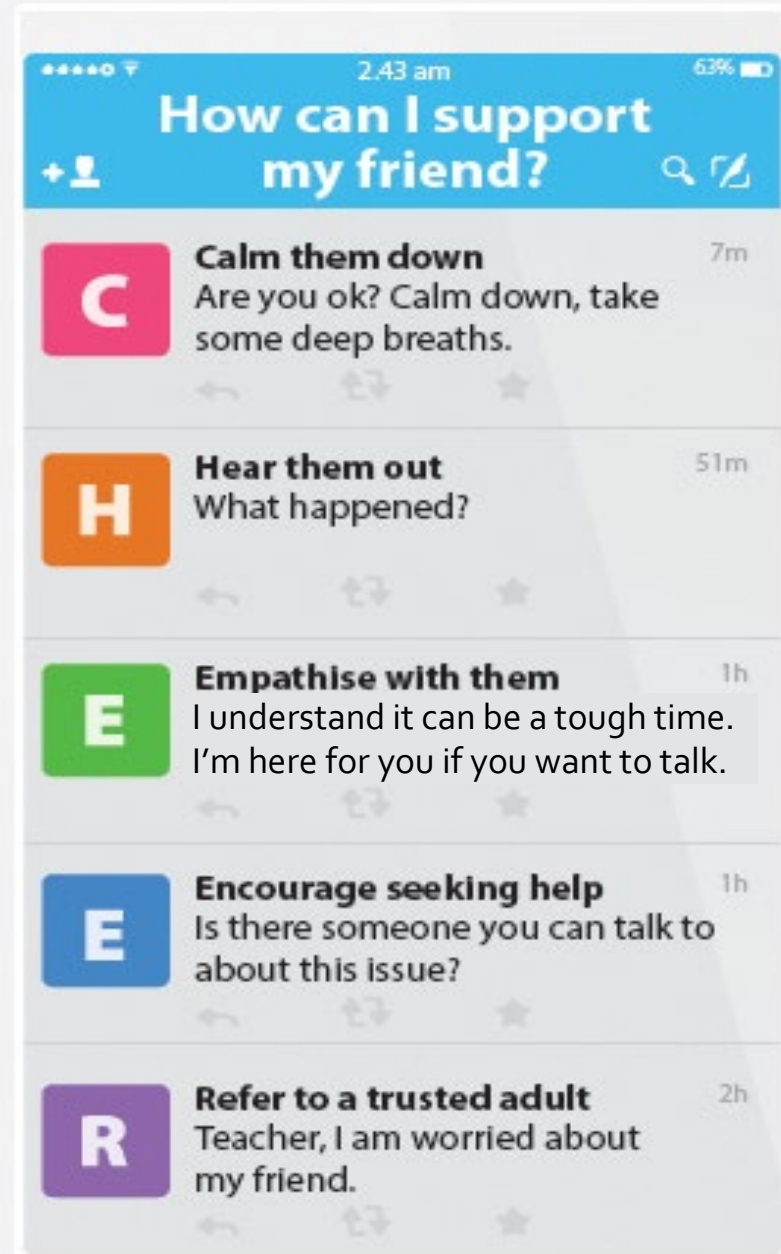 2.43 am
63%
How can I support
my friend?
C
Calm them down
7m
Are you ok? Calm down, take
some deep breaths.
H
Hear them out
51m
What happened?
E
Empathise with them
1h
I understand it can be a tough time.
I'm here for you if you want to talk.
E
Encourage seeking help
1h
Is there someone you can talk to
about this issue?
R
Refer to a trusted adult
2h
Teacher, I am worried about
my friend.